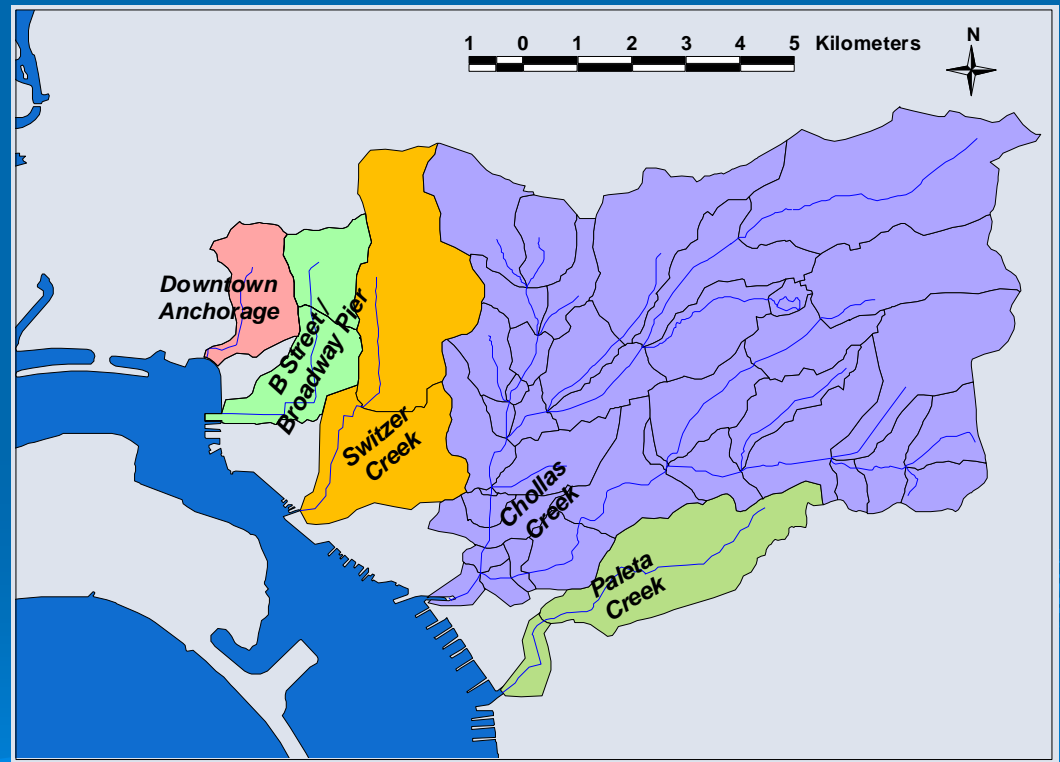 1 0 1 2 3 4 5 Kilometers
N
Downtown
Anchorage
B Street /
Broadway Pier
Switzer
Creek
Chollas
Creek
Paleta
Creek